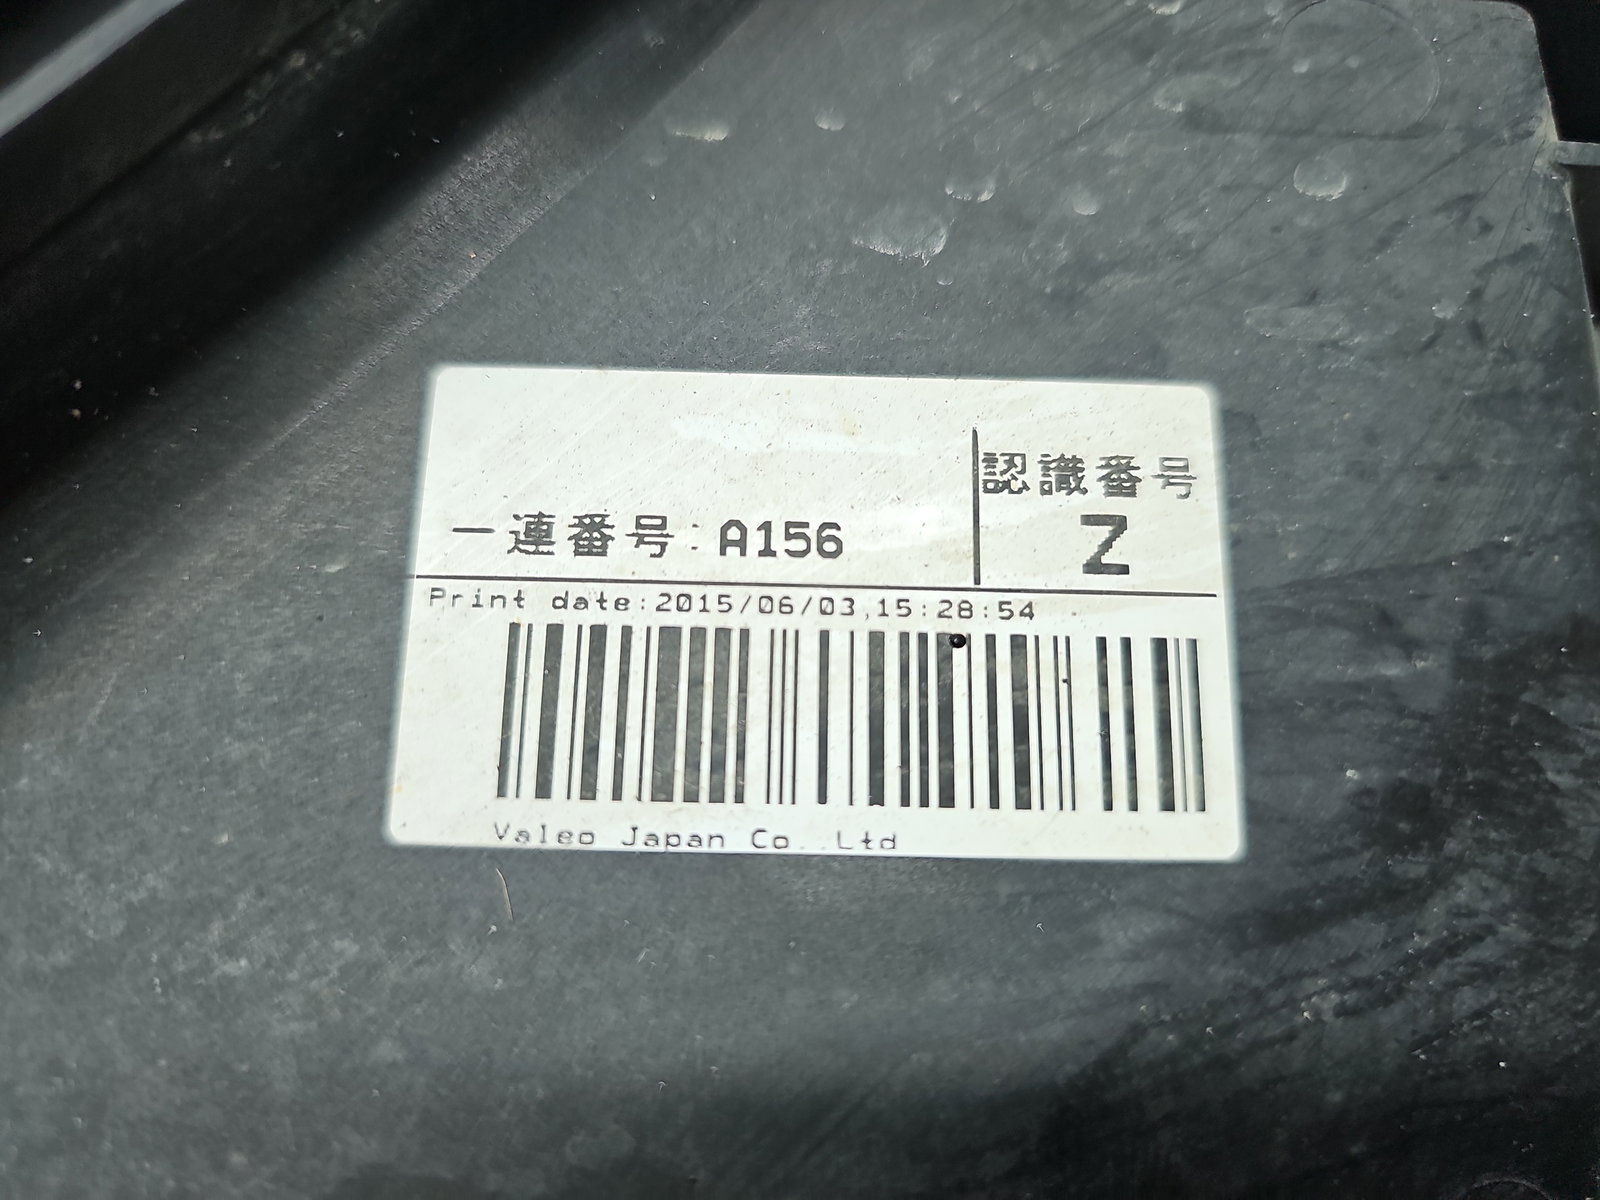 認識番号
一連番号:A156
Z
Print date:2015/06/03,15:28:54
Valeo Japan Co.,Ltd